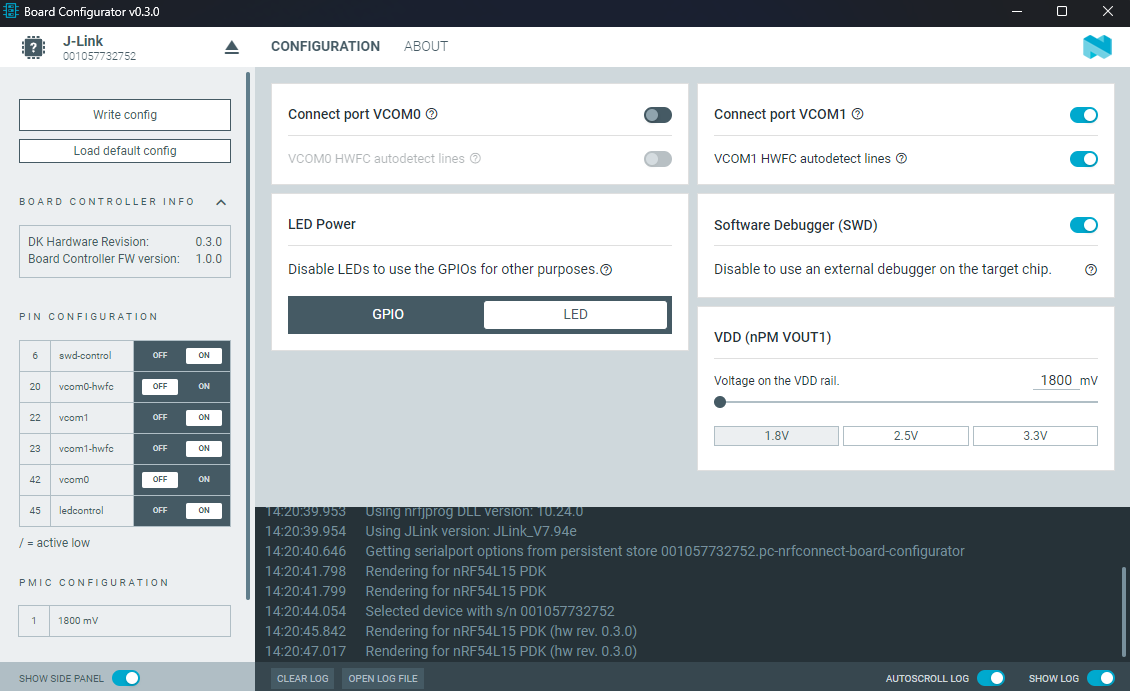 Board Configurator v0.3.0
J-Link
001057732752
CONFIGURATION
ABOUT
Write config
Load default config
BOARD CONTROLLER INFO
DK Hardware Revision: 0.3.0
Board Controller FW version: 1.0.0
PIN CONFIGURATION
6 swd-control OFF ON
20 vcom0-hwfc OFF ON
22 vcom1 OFF ON
23 vcom1-hwfc OFF ON
42 vcom0 OFF ON
45 ledcontrol OFF ON
/ = active low
PMIC CONFIGURATION
1 1800 mV
SHOW SIDE PANEL
Connect port VCOM0
VCOM0 HWFC autodetect lines
Connect port VCOM1
VCOM1 HWFC autodetect lines
LED Power
Disable LEDs to use the GPIOs for other purposes.
GPIO LED
Software Debugger (SWD)
Disable to use an external debugger on the target chip.
VDD (nPM VOUT1)
Voltage on the VDD rail. 1800 mV
1.8V 2.5V 3.3V
14:20:39.953 Using nrfjprog DLL version: 10.24.0
14:20:39.954 Using JLink version: JLink_V7.94e
14:20:40.646 Getting serialport options from persistent store 001057732752.pc-nrfconnect-board-configurator
14:20:41.798 Rendering for nRF54L15 PDK
14:20:41.799 Rendering for nRF54L15 PDK
14:20:44.054 Selected device with s/n 001057732752
14:20:45.842 Rendering for nRF54L15 PDK (hw rev. 0.3.0)
14:20:47.017 Rendering for nRF54L15 PDK (hw rev. 0.3.0)
CLEAR LOG OPEN LOG FILE AUTOSCROLL LOG SHOW LOG